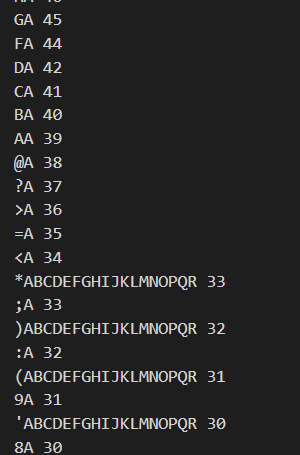 GA 45
FA 44
DA 42
CA 41
BA 40
AA 39
@A 38
?A 37
>A 36
=A 35
<A 34
*ABCDEFGHIJKLMNOPQR 33
;A 33
)ABCDEFGHIJKLMNOPQR 32
:A 32
(ABCDEFGHIJKLMNOPQR 31
9A 31
'ABCDEFGHIJKLMNOPQR 30
8A 30